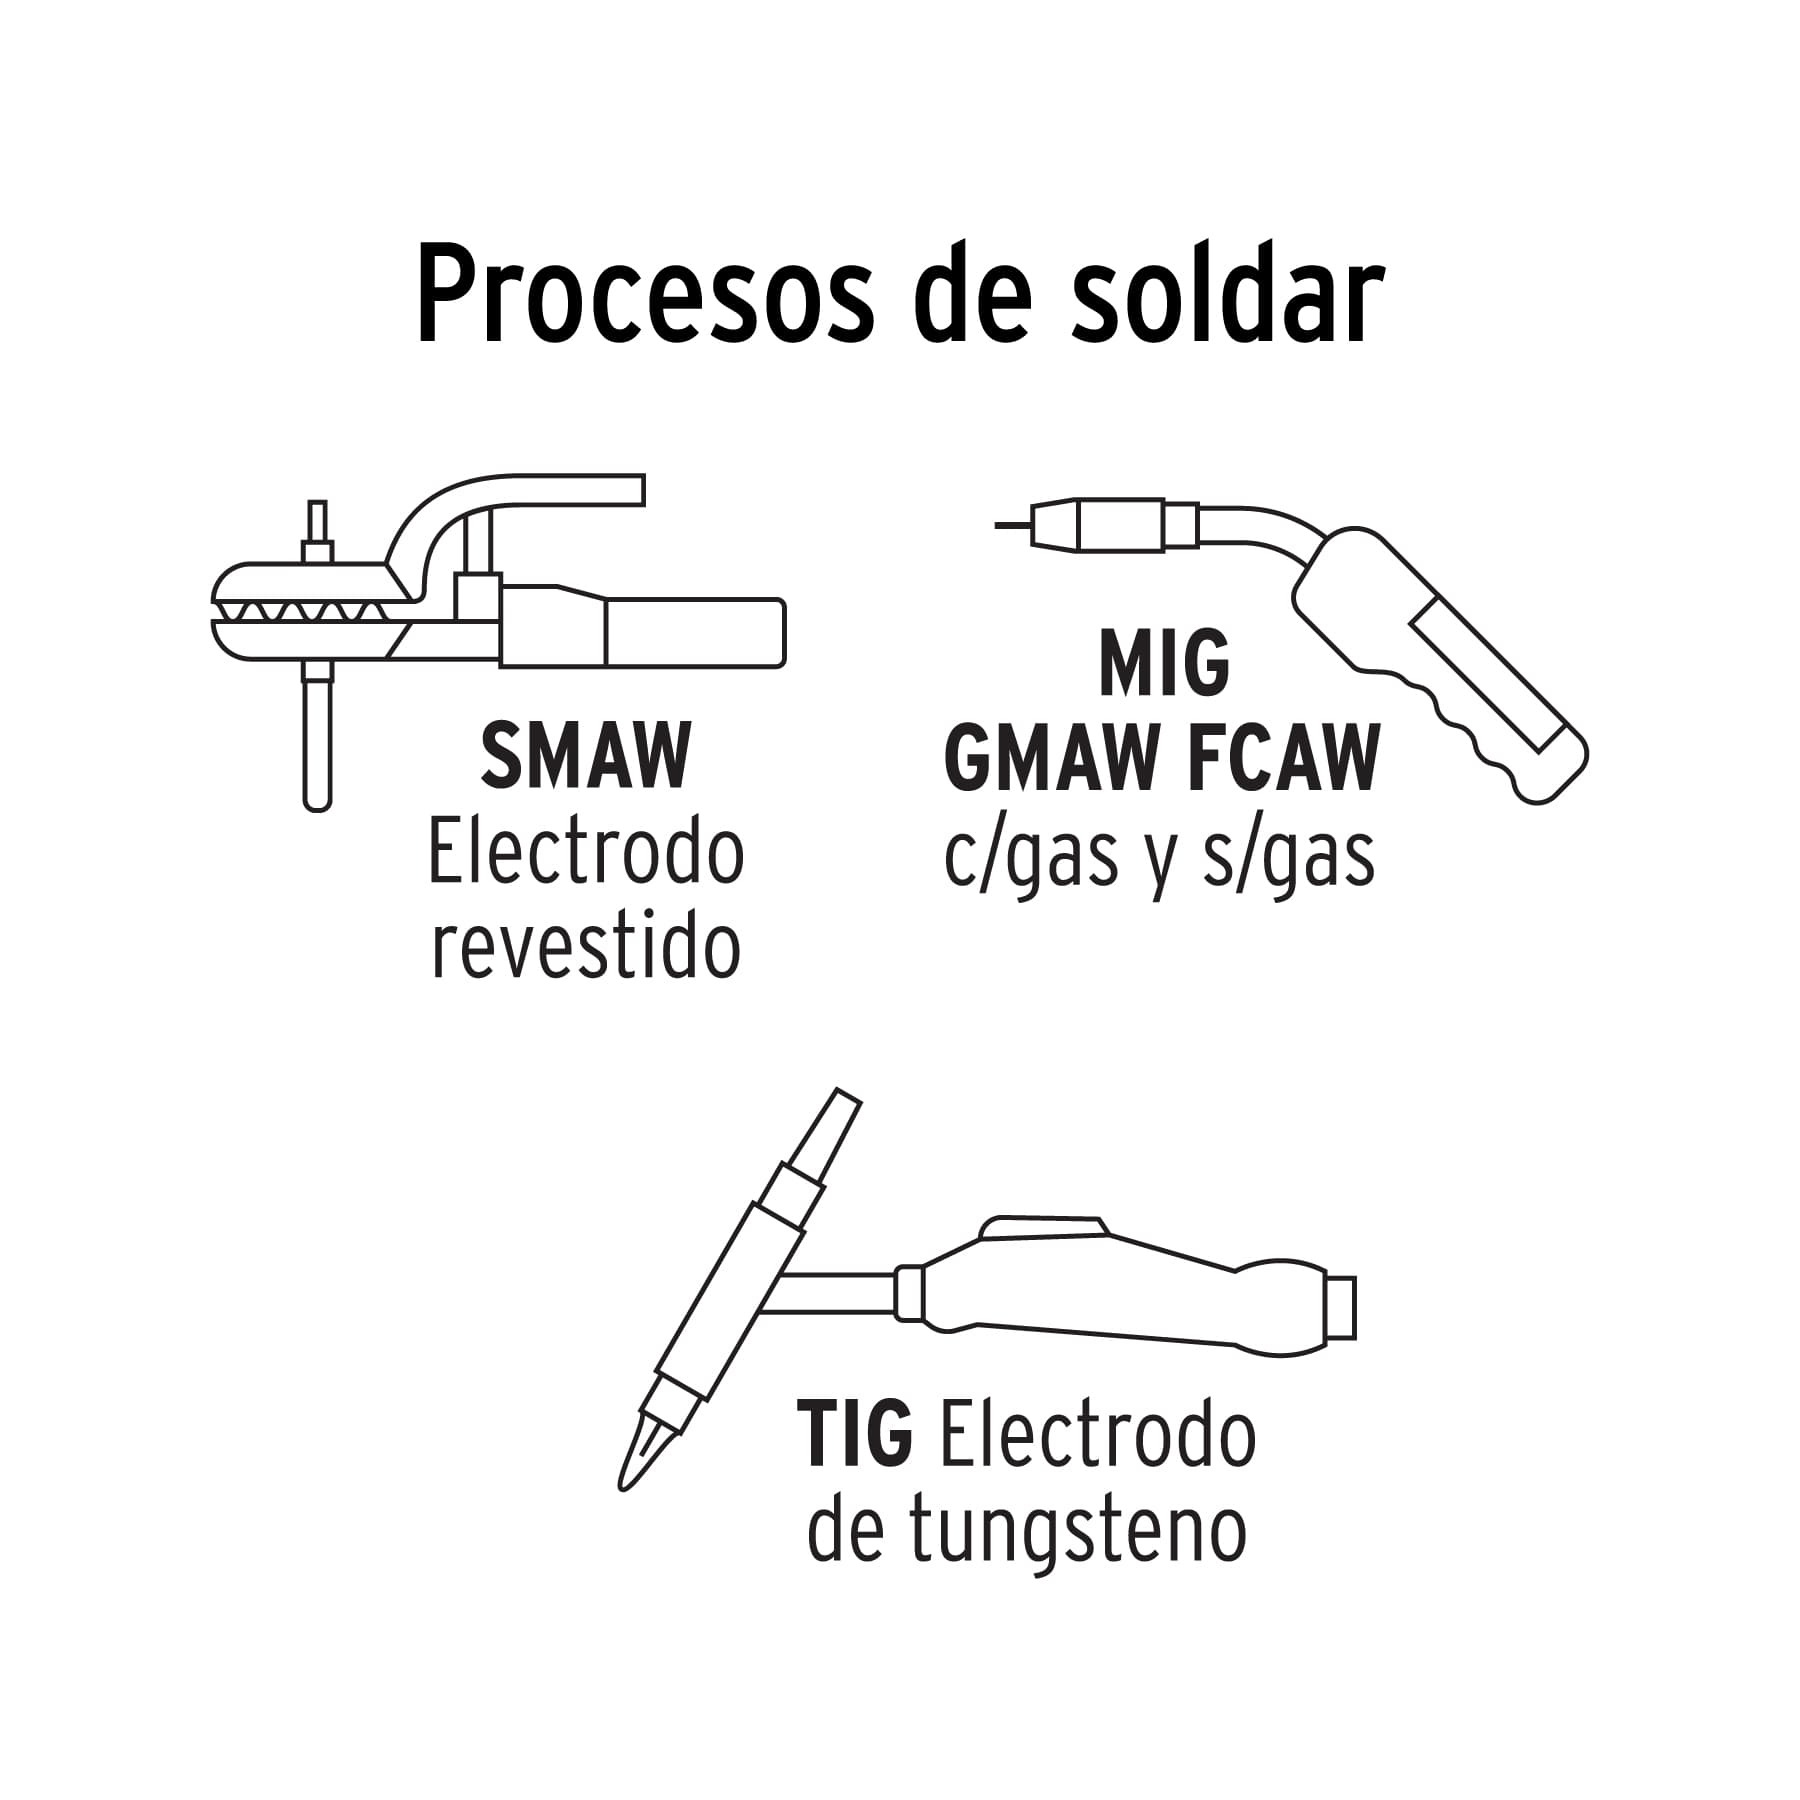 Procesos de soldar
SMAW
Electrodo
revestido
MIG
GMAW FCAW
c/gas y s/gas
TIG Electrodo
de tungsteno